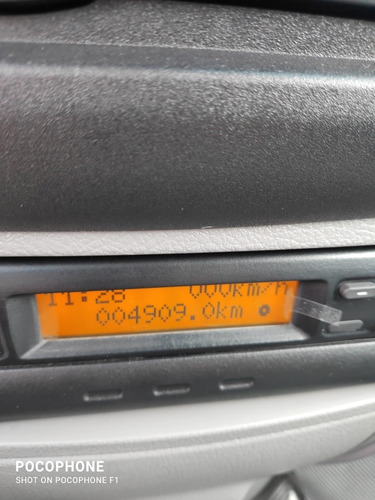 11:28 000km/h
004909.0km
POCOPHONE
SHOT ON POCOPHONE F1